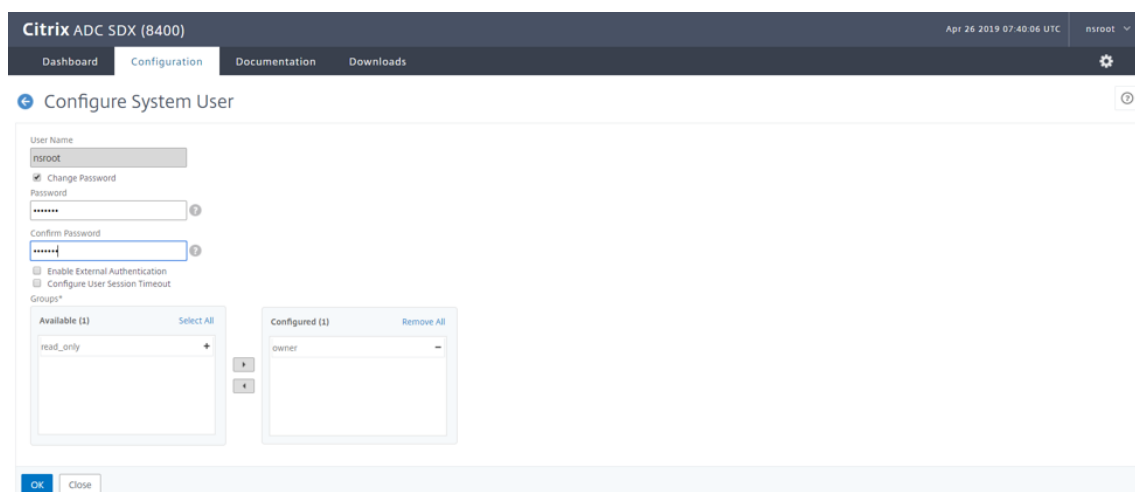 Citrix ADC SDX (8400)
Apr 26 2019 07:40:06 UTC
nsroot
Dashboard Configuration Documentation Downloads
Configure System User
User Name
nsroot
Change Password
Password
•••••••
Confirm Password
•••••••
Enable External Authentication
Configure User Session Timeout
Groups*
Available (1) Select All
read_only +
Configured (1) Remove All
owner −
OK Close